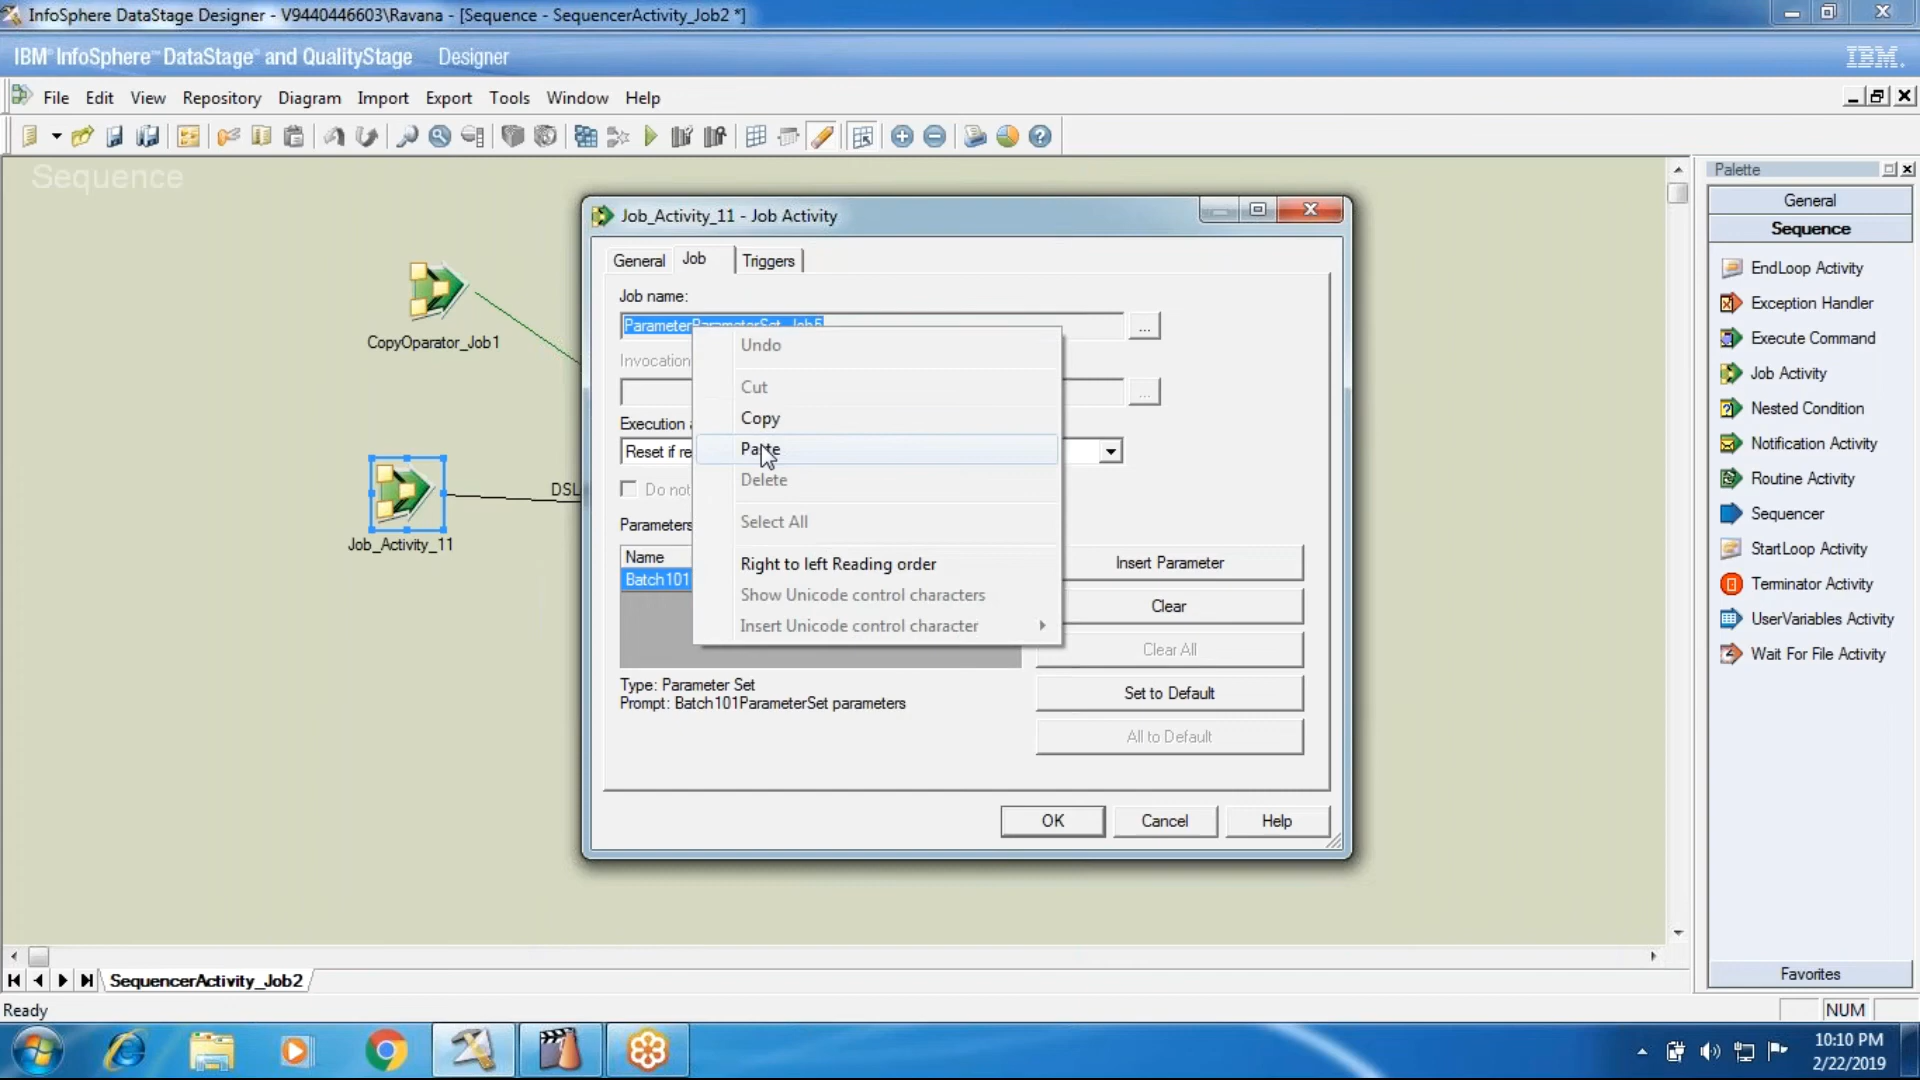 InfoSphere DataStage Designer - V9440446603\Ravana - [Sequence - SequencerActivity_Job2 *]
IBM InfoSphere DataStage and QualityStage Designer
IBM.
File Edit View Repository Diagram Import Export Tools Window Help
Sequence
CopyOparator_Job1
Job_Activity_11
DSL
Job_Activity_11 - Job Activity
General Job Triggers
Job name:
ParameterParameterSet_Job5
...
Invocation
...
Execution
Reset if re
Do not
Parameters
Name
Batch101
Type: Parameter Set
Prompt: Batch101ParameterSet parameters
Undo
Cut
Copy
Paste
Delete
Select All
Right to left Reading order
Show Unicode control characters
Insert Unicode control character
Insert Parameter
Clear
Clear All
Set to Default
All to Default
OK Cancel Help
Palette
General
Sequence
EndLoop Activity
Exception Handler
Execute Command
Job Activity
Nested Condition
Notification Activity
Routine Activity
Sequencer
StartLoop Activity
Terminator Activity
UserVariables Activity
Wait For File Activity
Favorites
SequencerActivity_Job2
Ready
NUM
10:10 PM
2/22/2019